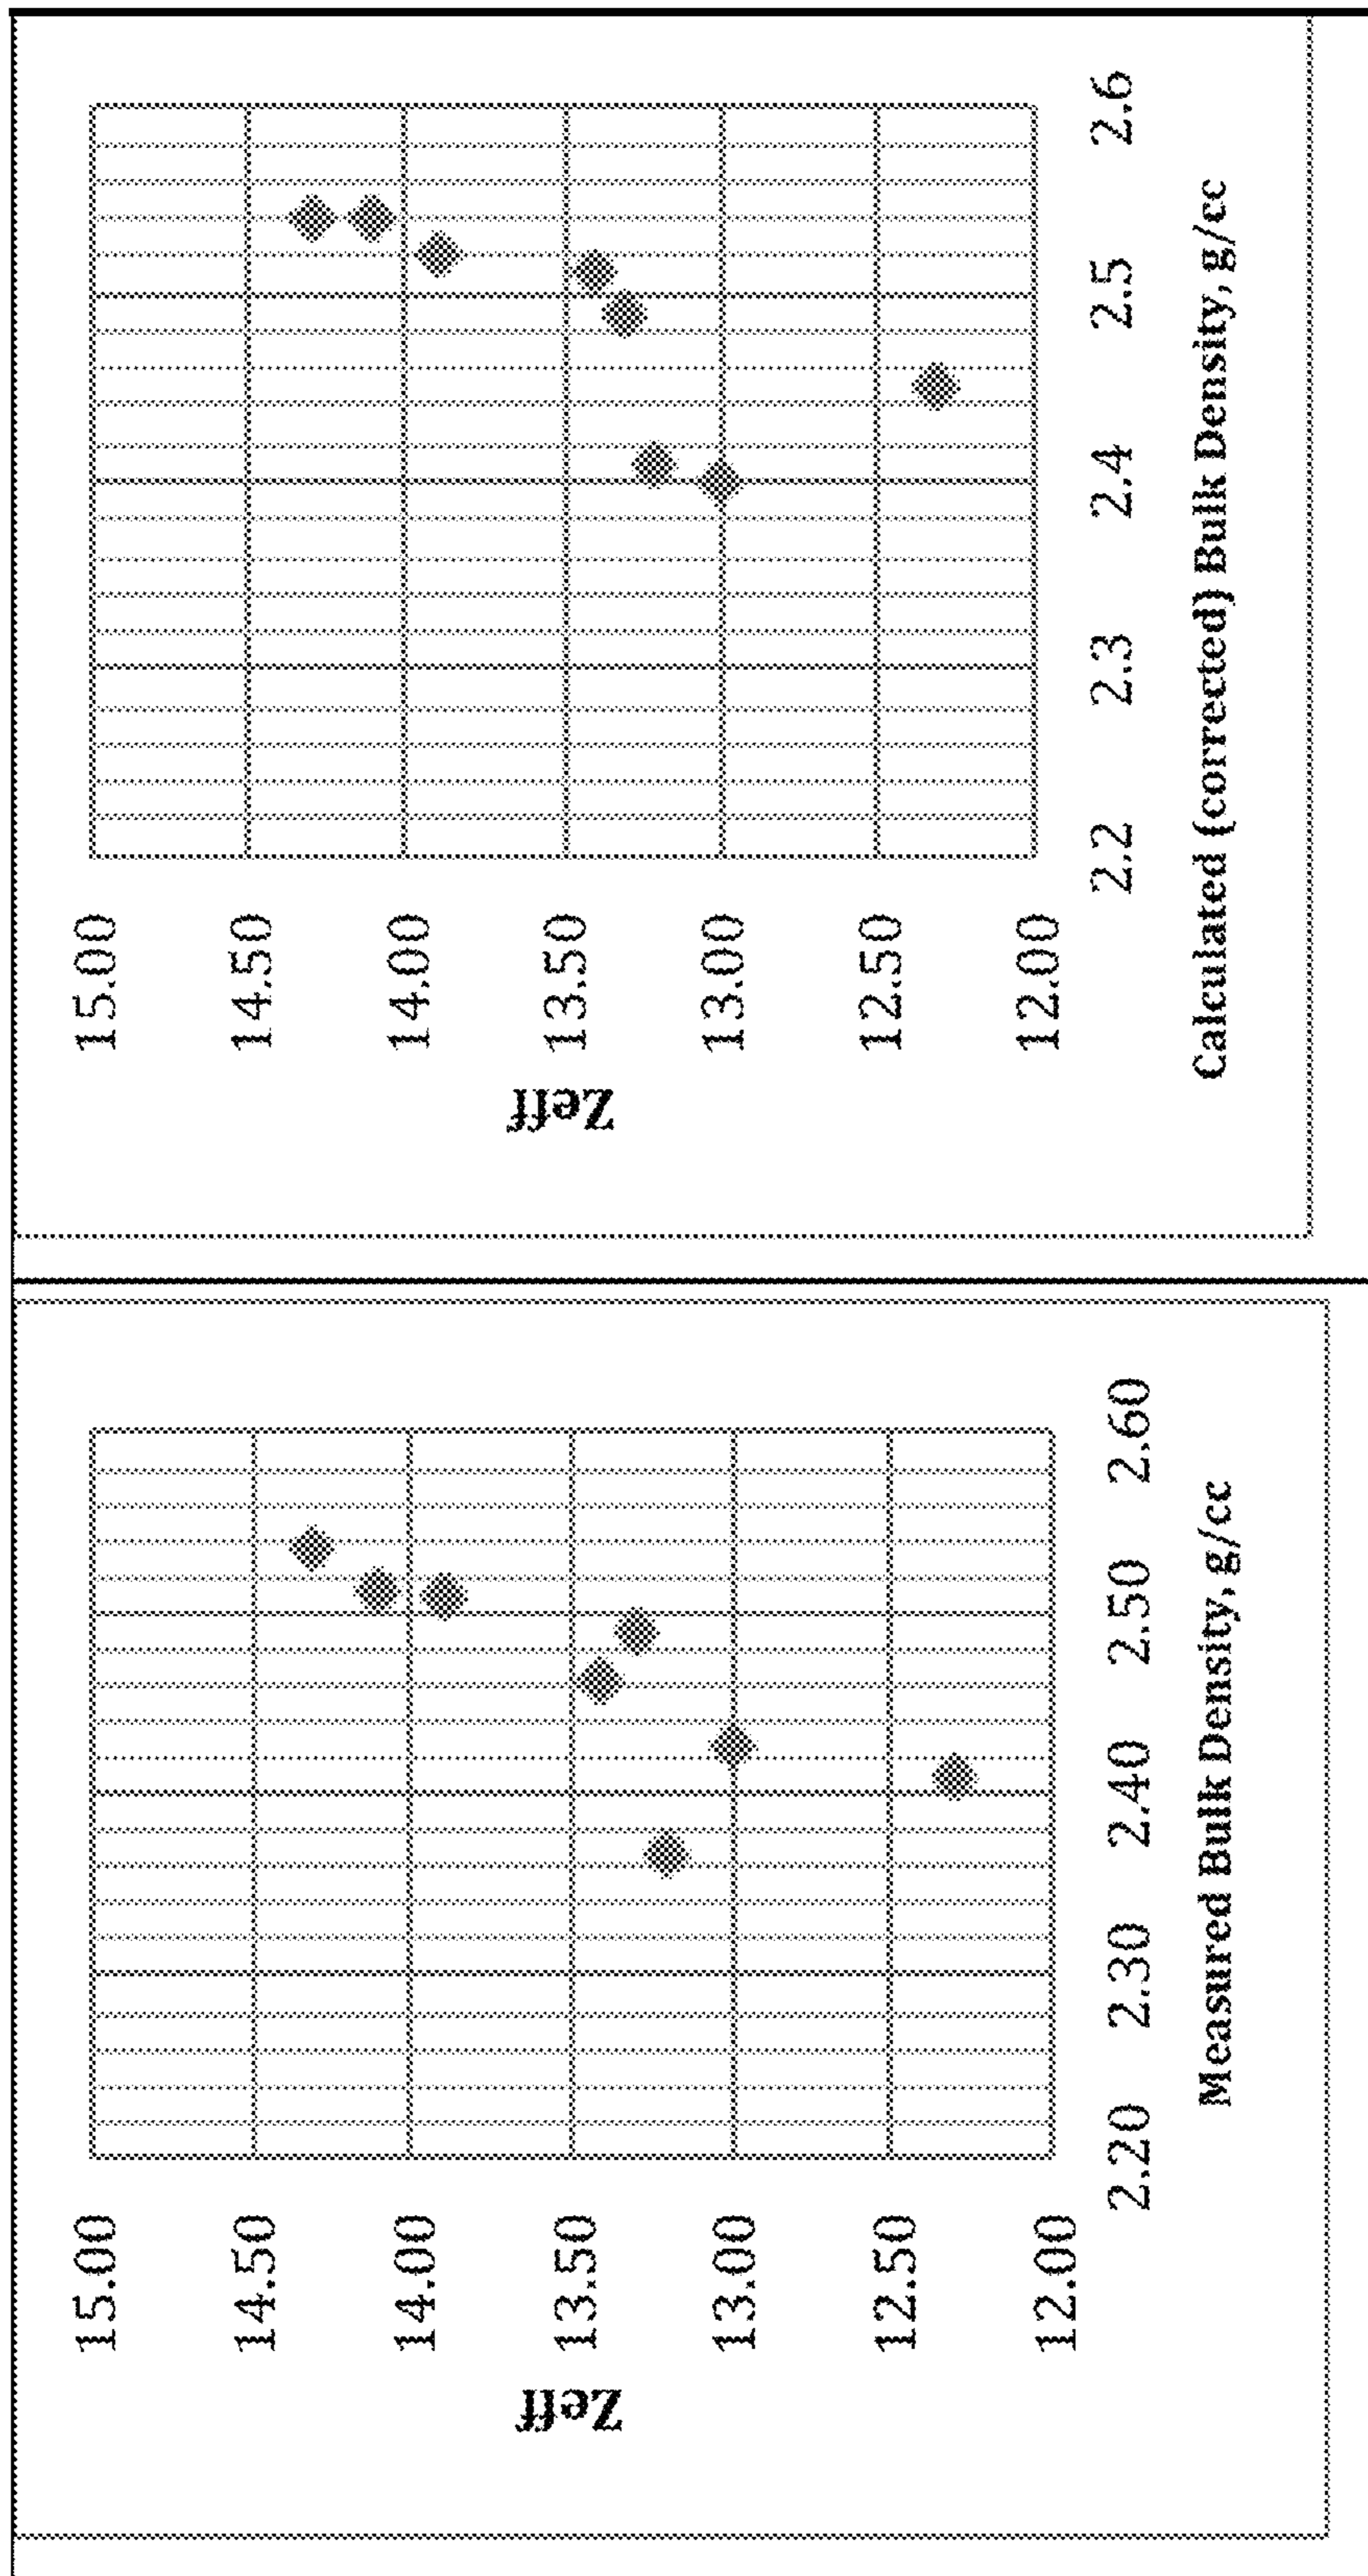 Zeff
15.00
14.50
14.00
13.50
13.00
12.50
12.00
2.20 2.30 2.40 2.50 2.60
Measured Bulk Density, g/cc
Zeff
15.00
14.50
14.00
13.50
13.00
12.50
12.00
2.2 2.3 2.4 2.5 2.6
Calculated (corrected) Bulk Density, g/cc